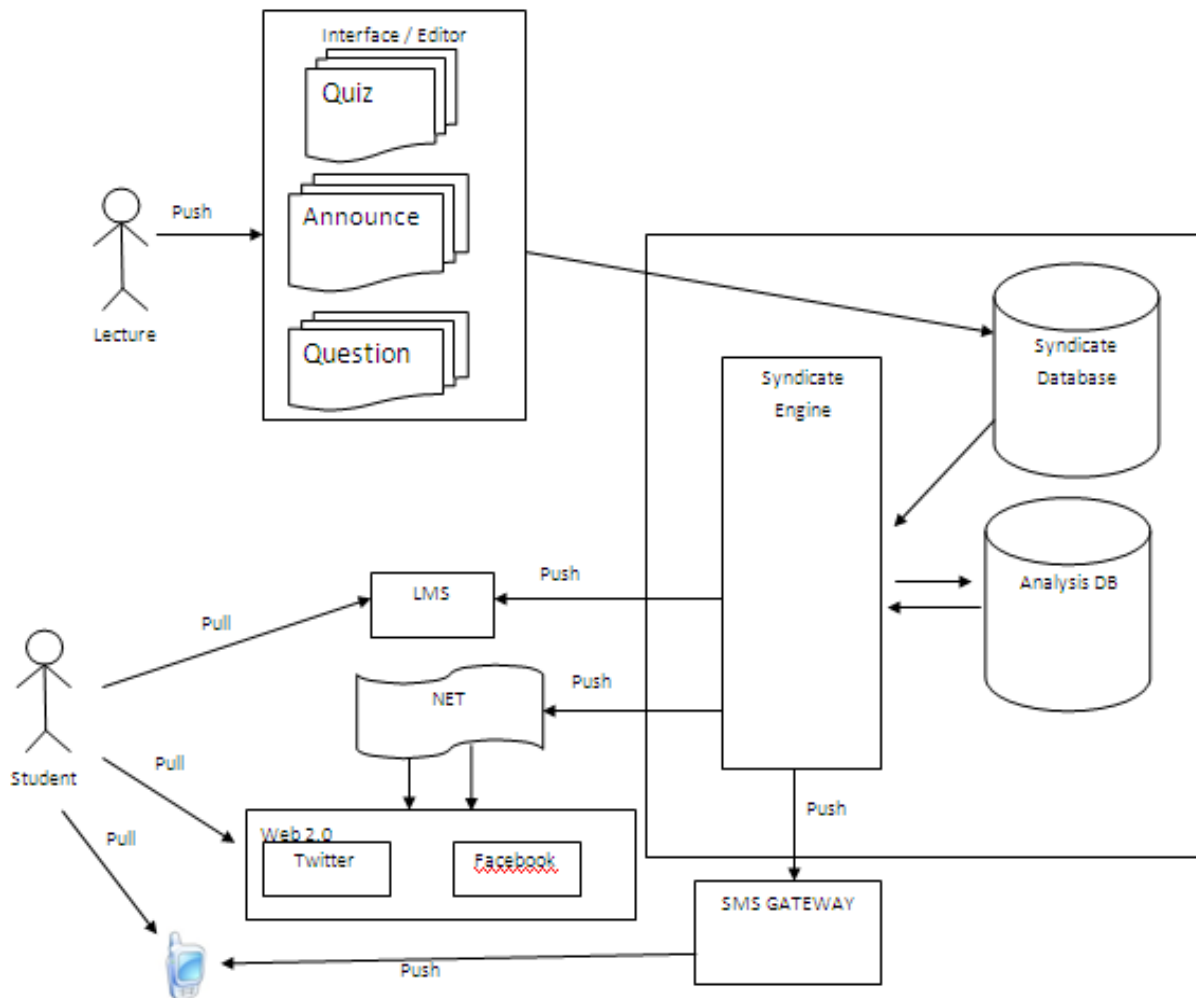 Interface / Editor
Quiz
Push
Announce
Lecture
Question
Syndicate
Database
Syndicate
Engine
Analysis DB
Push
LMS
Pull
Push
NET
Student
Pull
Push
Pull
Web 2.0
Twitter
Facebook
SMS GATEWAY
Push